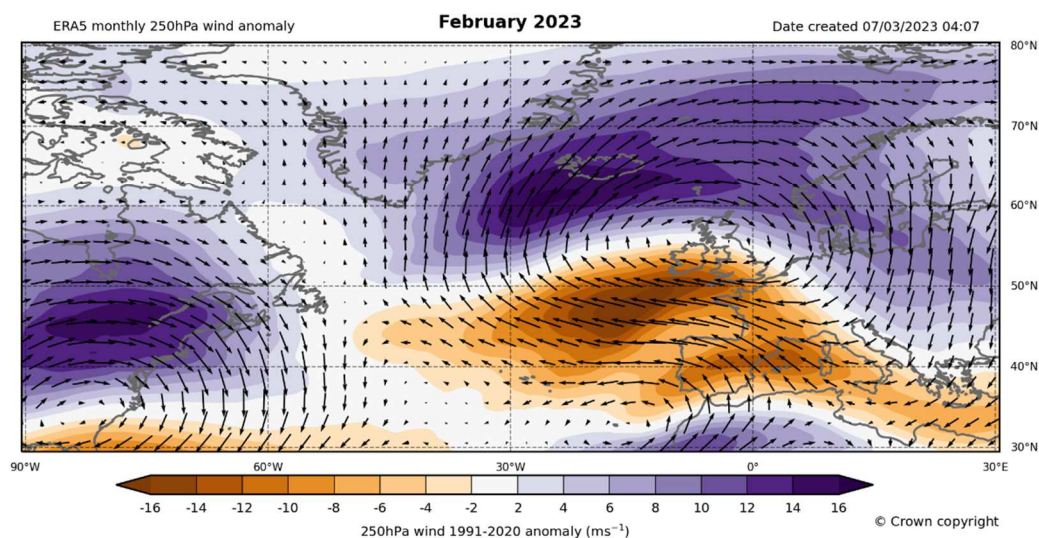 February 2023
ERA5 monthly 250hPa wind anomaly
Date created 07/03/2023 04:07
80°N
70°N
60°N
50°N
40°N
30°N
90°W 60°W 30°W 0° 30°E
-16 -14 -12 -10 -8 -6 -4 -2 2 4 6 8 10 12 14 16
250hPa wind 1991-2020 anomaly (ms⁻¹)
© Crown copyright